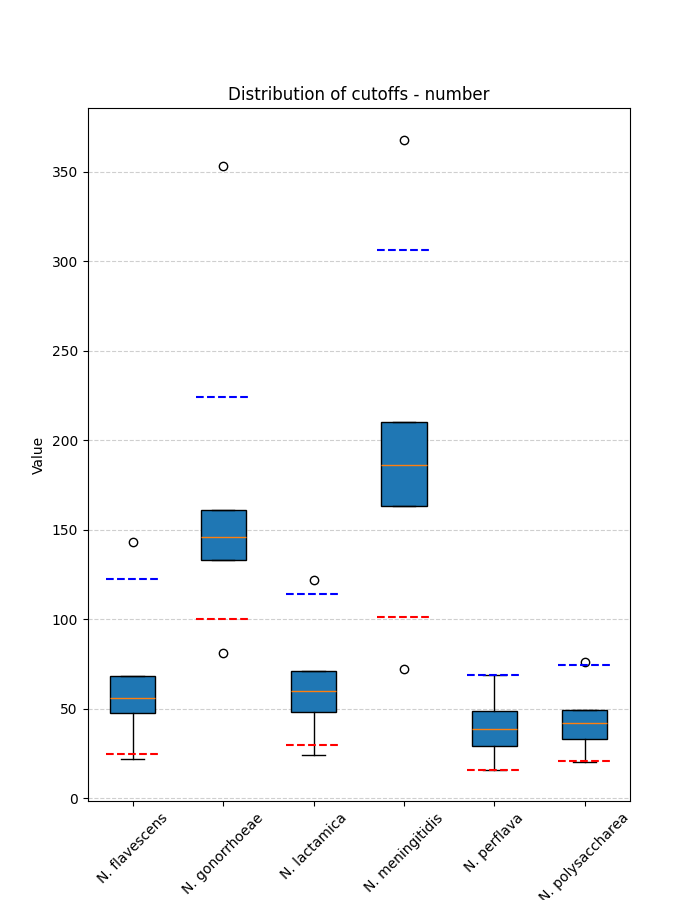 Distribution of cutoffs - number
Value
350
300
250
200
150
100
50
0
N. flavescens
N. gonorrhoeae
N. lactamica
N. meningitidis
N. perflava
N. polysaccharea